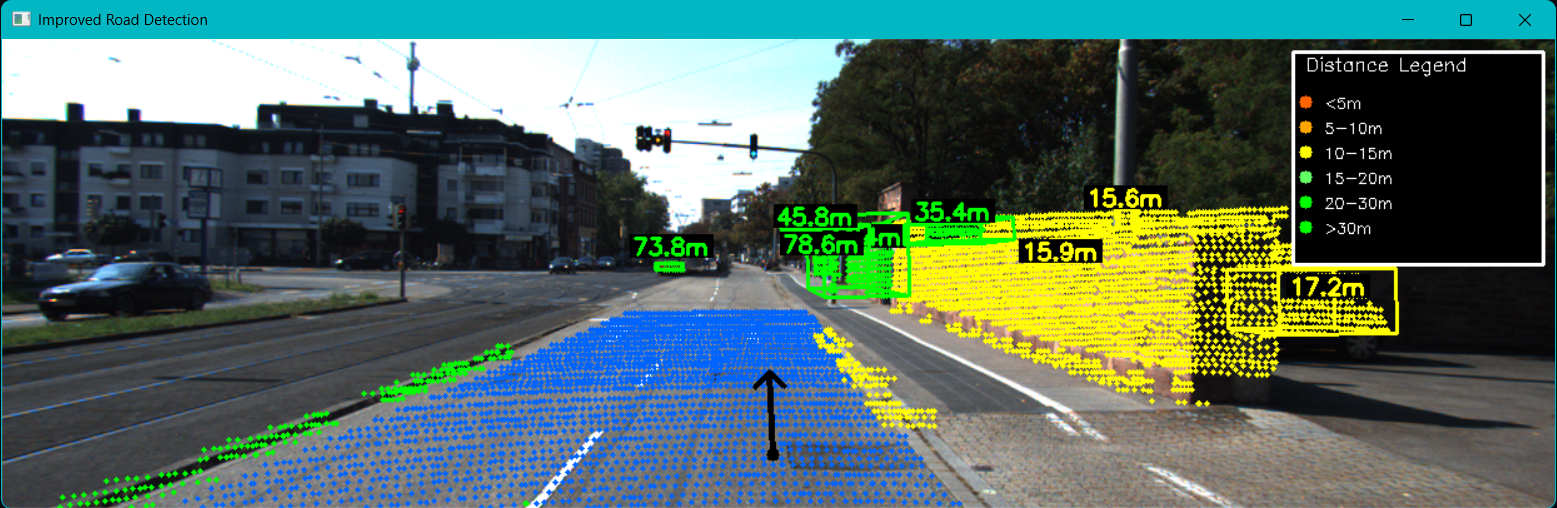 Improved Road Detection
Distance Legend
<5m
5-10m
10-15m
15-20m
20-30m
>30m
15.6m
45.8m
35.4m
73.8m
78.6m
15.9m
17.2m